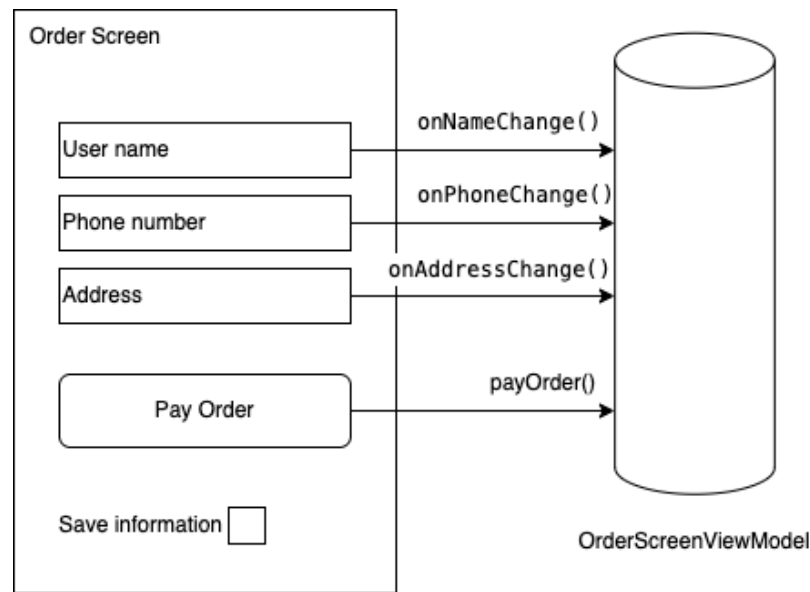 Order Screen
User name
onNameChange()
Phone number
onPhoneChange()
Address
onAddressChange()
Pay Order
payOrder()
Save information
OrderScreenViewModel